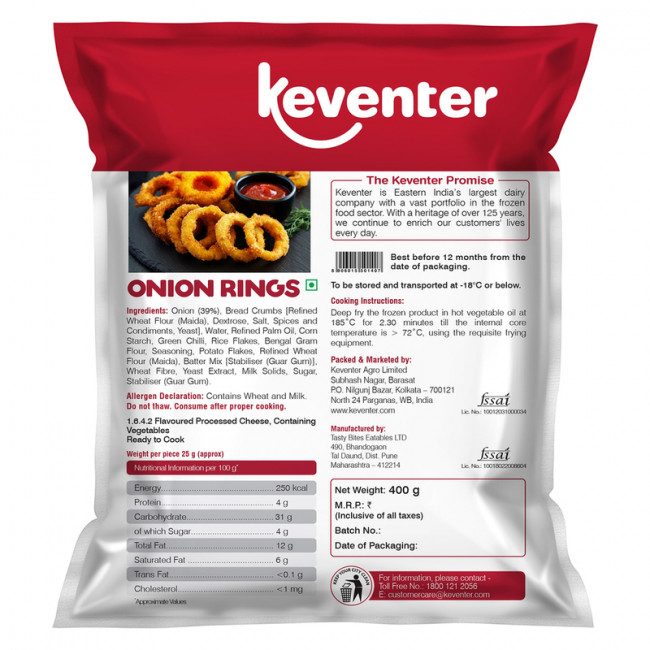 keventer
The Keventer Promise
Keventer is Eastern India's largest dairy
company with a vast portfolio in the frozen
food sector. With a heritage of over 125 years,
we continue to enrich our customers' lives
every day.
Best before 12 months from the
date of packaging.
To be stored and transported at -18°C or below.
Cooking Instructions:
Deep fry the frozen product in hot vegetable oil at
185°C for 2.30 minutes till the internal core
temperature is > 72°C, using the requisite frying
equipment.
Packed & Marketed by:
Keventer Agro Limited
Subhash Nagar, Barasat
P.O. Nilgunj Bazar, Kolkata – 700121
North 24 Parganas, WB, India
www.keventer.com
fssai
Lic. No.: 10012031000034
Manufactured by:
Tasty Bites Eatables LTD
490, Bhandogaon
Tal Daund, Dist. Pune
Maharashtra – 412214
fssai
Lic. No.: 10018022008604
Net Weight: 400 g
M.R.P.: ₹
(Inclusive of all taxes)
Batch No.:
Date of Packaging:
KEEP YOUR CITY CLEAN
For information, please contact -
Toll Free No.: 1800 121 2056
E: customercare@keventer.com
ONION RINGS
Ingredients: Onion (39%), Bread Crumbs [Refined
Wheat Flour (Maida), Dextrose, Salt, Spices and
Condiments, Yeast], Water, Refined Palm Oil, Corn
Starch, Green Chilli, Rice Flakes, Bengal Gram
Flour, Seasoning, Potato Flakes, Refined Wheat
Flour (Maida), Batter Mix [Stabiliser (Guar Gum)],
Wheat Fibre, Yeast Extract, Milk Solids, Sugar,
Stabiliser (Guar Gum).
Allergen Declaration: Contains Wheat and Milk.
Do not thaw. Consume after proper cooking.
1.6.4.2 Flavoured Processed Cheese, Containing
Vegetables
Ready to Cook
Weight per piece 25 g (approx)
Nutritional Information per 100 g*
Energy 250 kcal
Protein 4 g
Carbohydrate 31 g
of which Sugar 4 g
Total Fat 12 g
Saturated Fat 6 g
Trans Fat <0.1 g
Cholesterol <1 mg
*Approximate Values